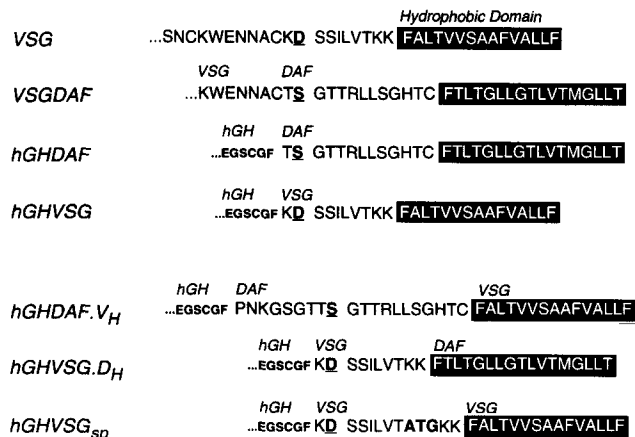 Hydrophobic Domain
VSG ...SNCKWENNACKD SSILVTKK FALTVVSAAFVALLF
VSG DAF
VSGDAF ...KWENNACTS GTTRLLSGHTC FTLTGLLGTLVTMGLLT
hGH DAF
hGHDAF ...EGSCGF TS GTTRLLSGHTC FTLTGLLGTLVTMGLLT
hGH VSG
hGHVSG ...EGSCGF KD SSILVTKK FALTVVSAAFVALLF
hGH DAF VSG
hGHDAF.VH ...EGSCGF PNKGSGTTS GTTRLLSGHTC FALTVVSAAFVALLF
hGH VSG DAF
hGHVSG.DH ...EGSCGF KD SSILVTKK FTLTGLLGTLVTMGLLT
hGH VSG VSG
hGHVSGsp ...EGSCGF KD SSILVTATGKK FALTVVSAAFVALLF